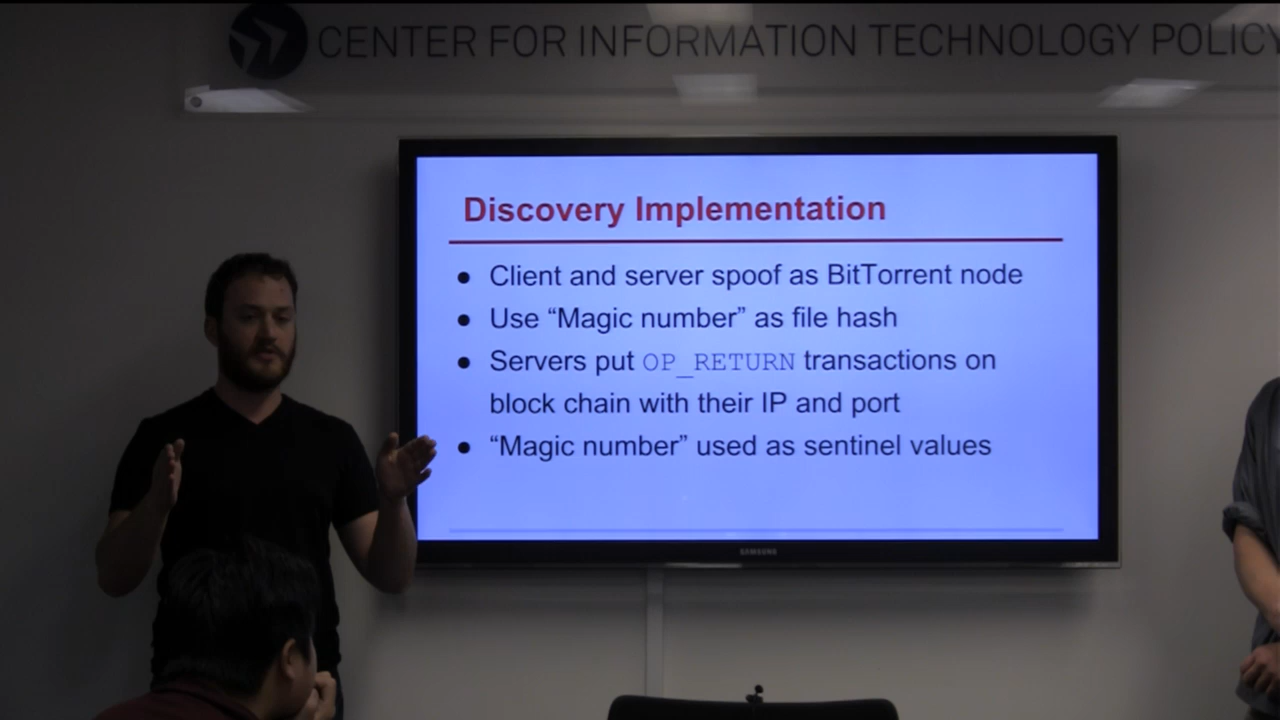 CENTER FOR INFORMATION TECHNOLOGY POLICY
Discovery Implementation
● Client and server spoof as BitTorrent node
● Use “Magic number” as file hash
● Servers put OP_RETURN transactions on
block chain with their IP and port
● “Magic number” used as sentinel values
SAMSUNG